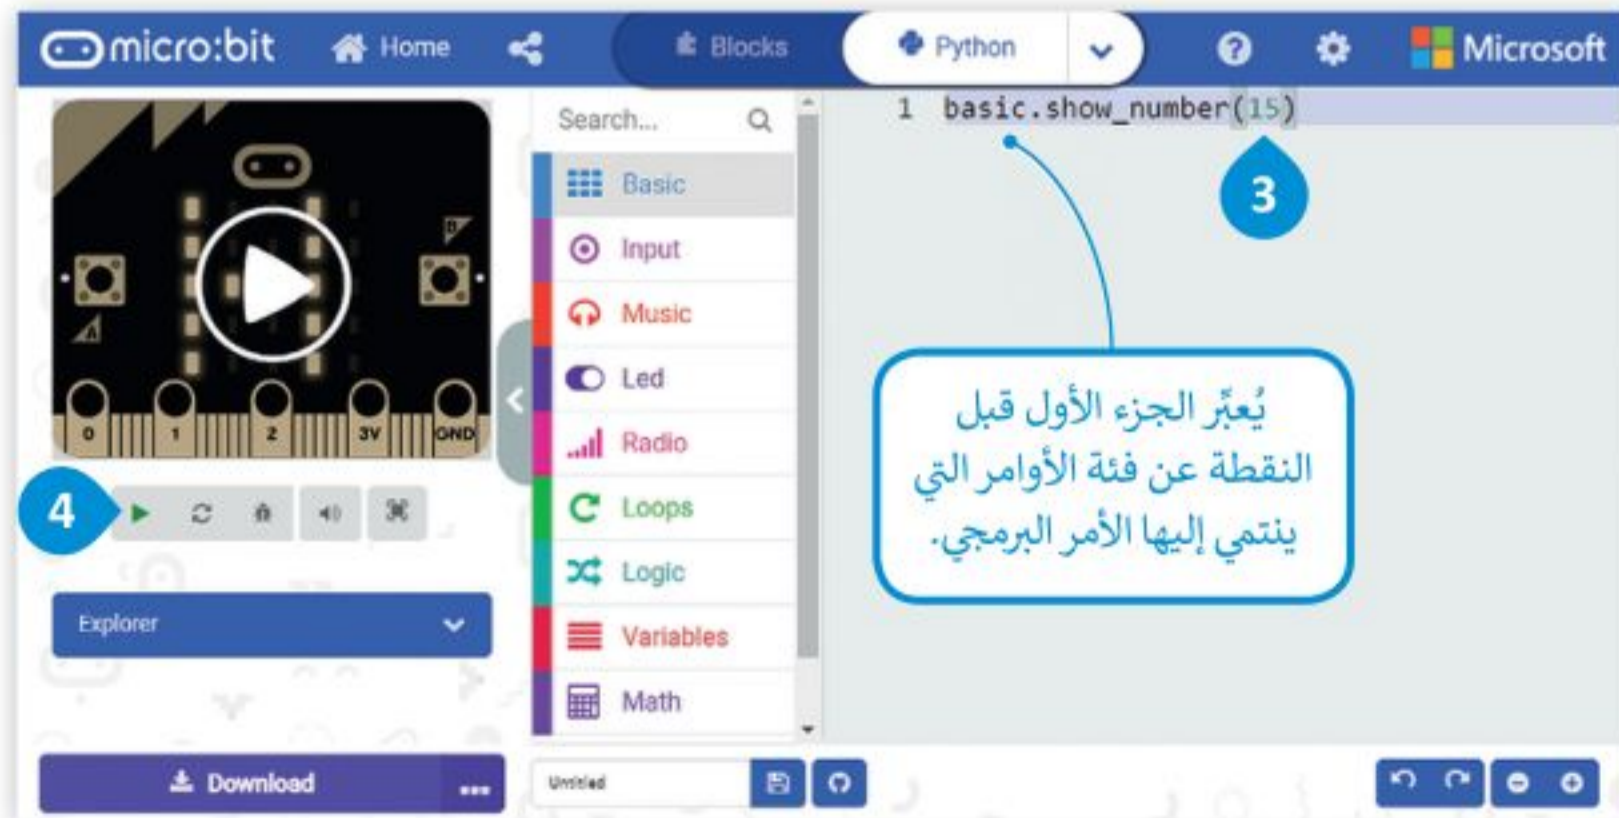 micro:bit Home Blocks Python Microsoft
B
A
0 1 2 3V GND
4
Explorer
Download
Search...
Basic
Input
Music
Led
Radio
Loops
Logic
Variables
Math
Untitled
1 basic.show_number(15)
3
يُعبِّر الجزء الأول قبل
النقطة عن فئة الأوامر التي
ينتمي إليها الأمر البرمجي.